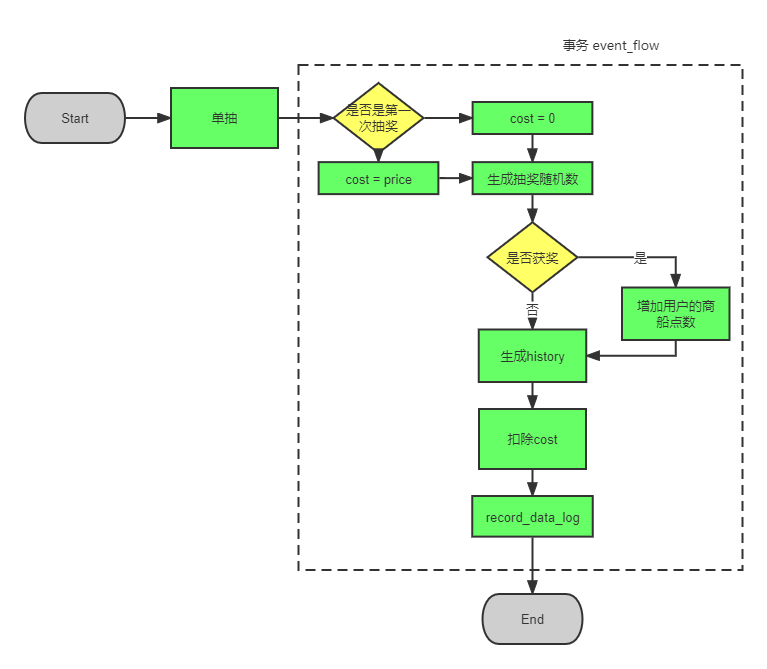 事务 event_flow
Start
单抽
是否是第一
次抽奖
cost = 0
cost = price
生成抽奖随机数
是否获奖
是
否
增加用户的商
船点数
生成history
扣除cost
record_data_log
End